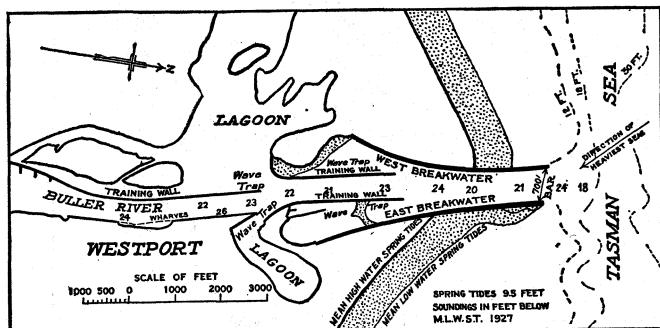 N
LAGOON
12 FT.
18 FT.
30 FT.
SEA
DIRECTION OF
HEAVIEST SEAS
Wave Trap
WEST BREAKWATER
TRAINING WALL
Wave
Trap
TRAINING WALL
BULLER RIVER
22
23
22
21
23
24
20
21
700'
BAR
24
18
TRAINING WALL
24
WHARVES
26
Wave Trap
Wave Trap
EAST BREAKWATER
WESTPORT
LAGOON
TASMAN
MEAN HIGH WATER SPRING TIDES
MEAN LOW WATER SPRING TIDES
SCALE OF FEET
1000 500 0 1000 2000 3000
SPRING TIDES 9.5 FEET
SOUNDINGS IN FEET BELOW
M.L.W.S.T. 1927